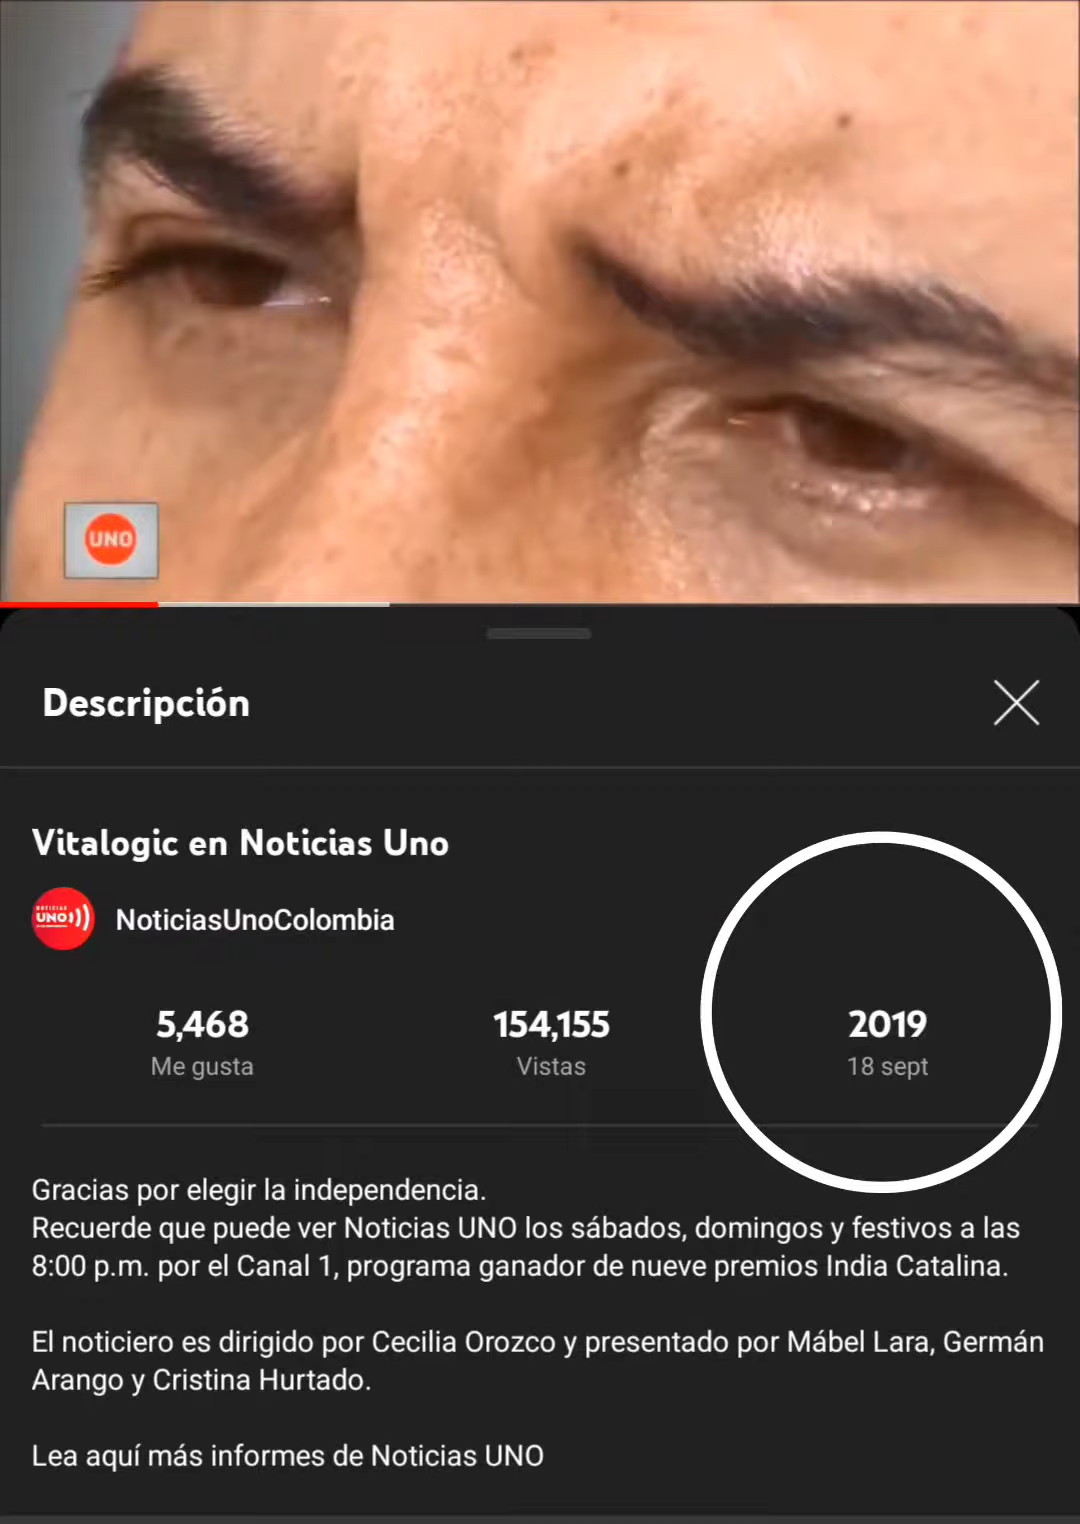 UNO
Descripción
Vitalogic en Noticias Uno
NOTICIAS
UNO
NoticiasUnoColombia
5,468
154,155
2019
Me gusta
Vistas
18 sept
Gracias por elegir la independencia.
Recuerde que puede ver Noticias UNO los sábados, domingos y festivos a las
8:00 p.m. por el Canal 1, programa ganador de nueve premios India Catalina.
El noticiero es dirigido por Cecilia Orozco y presentado por Mábel Lara, Germán
Arango y Cristina Hurtado.
Lea aquí más informes de Noticias UNO